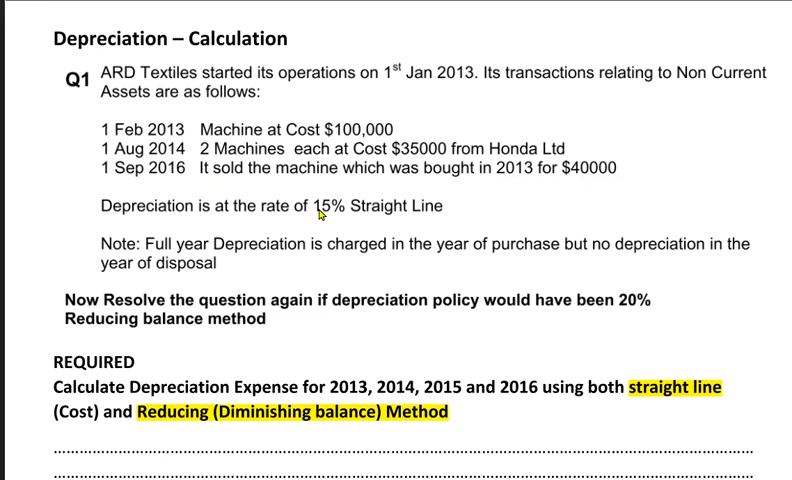 Depreciation – Calculation
Q1 ARD Textiles started its operations on 1st Jan 2013. Its transactions relating to Non Current
Assets are as follows:
1 Feb 2013 Machine at Cost $100,000
1 Aug 2014 2 Machines each at Cost $35000 from Honda Ltd
1 Sep 2016 It sold the machine which was bought in 2013 for $40000
Depreciation is at the rate of 15% Straight Line
Note: Full year Depreciation is charged in the year of purchase but no depreciation in the
year of disposal
Now Resolve the question again if depreciation policy would have been 20%
Reducing balance method
REQUIRED
Calculate Depreciation Expense for 2013, 2014, 2015 and 2016 using both straight line
(Cost) and Reducing (Diminishing balance) Method